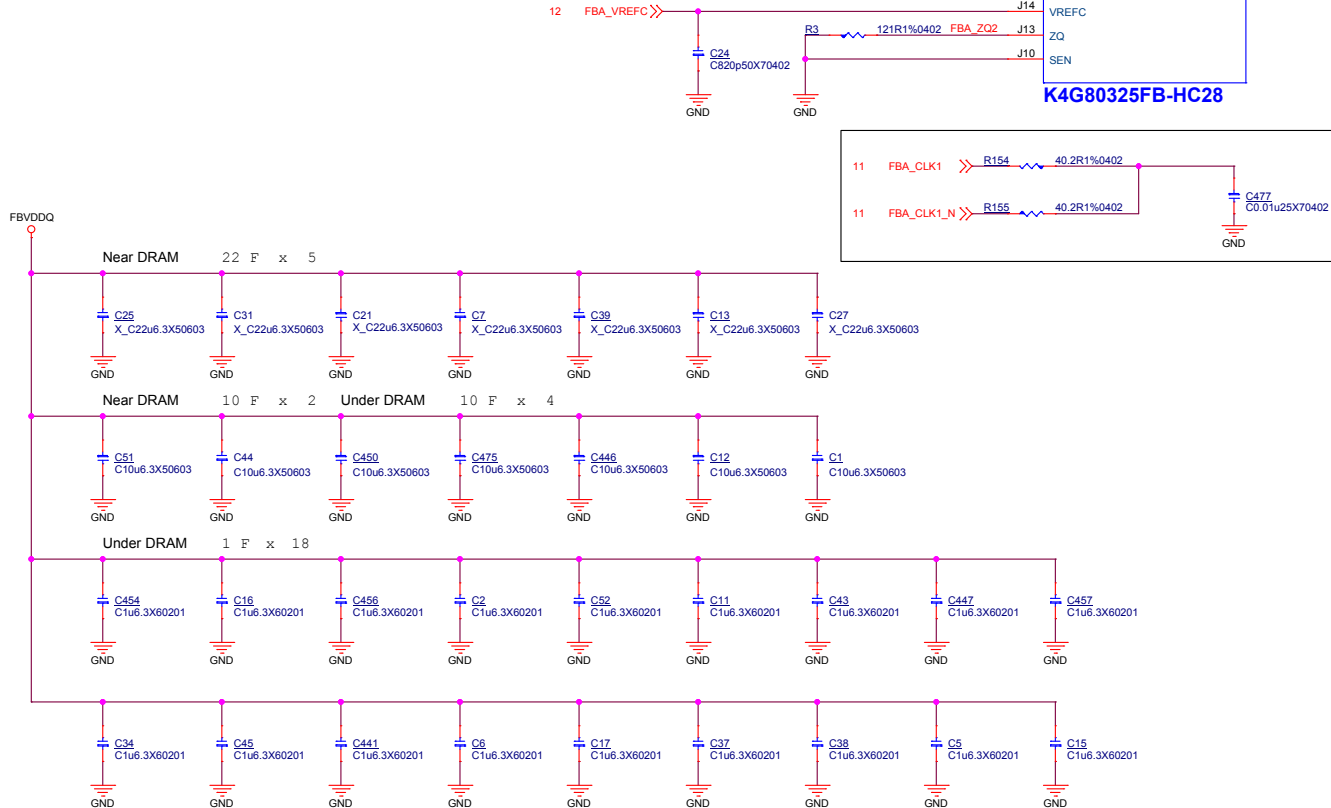 12 FBA_VREFC J14 VREFC
R3 121R1%0402 FBA_ZQ2 J13 ZQ
C24
C820p50X70402
J10 SEN
GND GND
K4G80325FB-HC28
11 FBA_CLK1 R154 40.2R1%0402
C477
C0.01u25X70402
11 FBA_CLK1_N R155 40.2R1%0402
GND
FBVDDQ
Near DRAM 22 F x 5
C25 C31 C21 C7 C39 C13 C27
X_C22u6.3X50603 X_C22u6.3X50603 X_C22u6.3X50603 X_C22u6.3X50603 X_C22u6.3X50603 X_C22u6.3X50603 X_C22u6.3X50603
GND GND GND GND GND GND GND
Near DRAM 10 F x 2 Under DRAM 10 F x 4
C51 C44 C450 C475 C446 C12 C1
C10u6.3X50603 C10u6.3X50603 C10u6.3X50603 C10u6.3X50603 C10u6.3X50603 C10u6.3X50603 C10u6.3X50603
GND GND GND GND GND GND GND
Under DRAM 1 F x 18
C454 C16 C456 C2 C52 C11 C43 C447 C457
C1u6.3X60201 C1u6.3X60201 C1u6.3X60201 C1u6.3X60201 C1u6.3X60201 C1u6.3X60201 C1u6.3X60201 C1u6.3X60201 C1u6.3X60201
GND GND GND GND GND GND GND GND GND
C34 C45 C441 C6 C17 C37 C38 C5 C15
C1u6.3X60201 C1u6.3X60201 C1u6.3X60201 C1u6.3X60201 C1u6.3X60201 C1u6.3X60201 C1u6.3X60201 C1u6.3X60201 C1u6.3X60201
GND GND GND GND GND GND GND GND GND